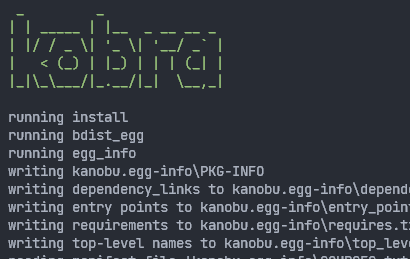 kobra
running install
running bdist_egg
running egg_info
writing kanobu.egg-info\PKG-INFO
writing dependency_links to kanobu.egg-info\depende
writing entry points to kanobu.egg-info\entry_point
writing requirements to kanobu.egg-info\requires.t
writing top-level names to kanobu.egg-info\top_leve